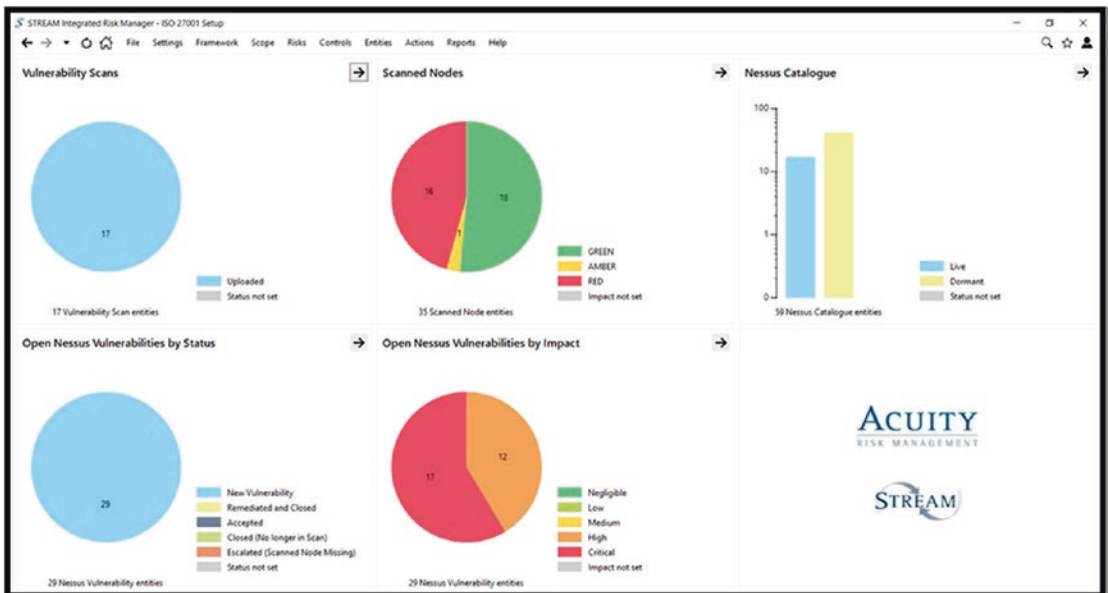 STREAM Integrated Risk Manager - ISO 27001 Setup
File Settings Framework Scope Risks Controls Entities Actions Reports Help
Vulnerability Scans
17
Uploaded
Status not set
17 Vulnerability Scan entities
Scanned Nodes
16
18
1
GREEN
AMBER
RED
Impact not set
35 Scanned Node entities
Nessus Catalogue
100
10
1
0
Live
Dormant
Status not set
59 Nessus Catalogue entities
Open Nessus Vulnerabilities by Status
29
New Vulnerability
Remediated and Closed
Accepted
Closed (No longer in Scan)
Escalated (Scanned Node Missing)
Status not set
29 Nessus Vulnerability entities
Open Nessus Vulnerabilities by Impact
12
17
Negligible
Low
Medium
High
Critical
Impact not set
29 Nessus Vulnerability entities
ACUITY
RISK MANAGEMENT
STREAM